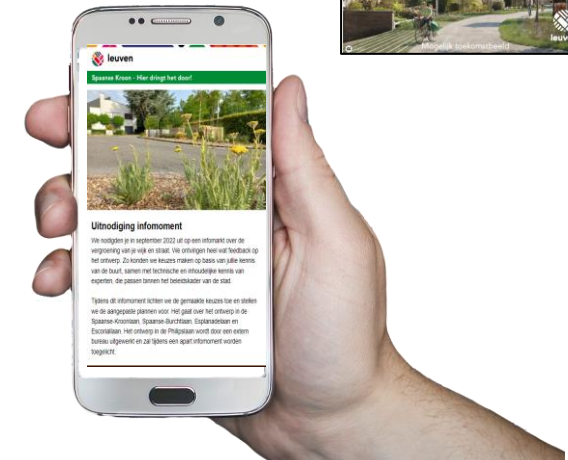 Mogelijk toekomstbeeld
leuven
Spaanse Kroon - Hier dringt het door!
Uitnodiging infomoment
We nodigden je in september 2022 uit op een infomarkt over de
vergroening van je wijk en straat. We ontvingen heel wat feedback op
het ontwerp. Zo konden we keuzes maken op basis van jullie kennis
van de buurt, samen met technische en inhoudelijke kennis van
experten, die passen binnen het beleidskader van de stad.
Tijdens dit infomoment lichten we de gemaakte keuzes toe en stellen
we de aangepaste plannen voor. Het gaat over het ontwerp in de
Spaanse-Kroonlaan, Spaanse-Burchtlaan, Esplanadelaan en
Escoriallaan. Het ontwerp in de Philipslaan wordt door een extern
bureau uitgewerkt en zal tijdens een apart infomoment worden
toegelicht.